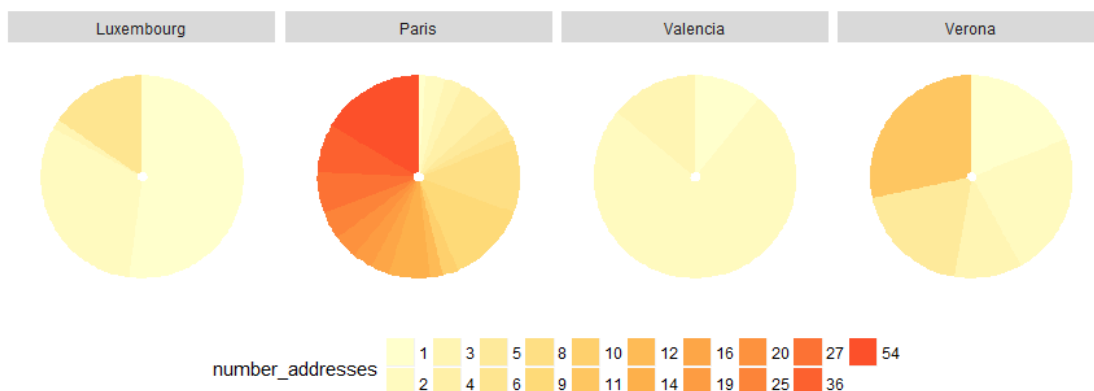 Luxembourg Paris Valencia Verona
number_addresses
1 3 5 8 10 12 16 20 27 54
2 4 6 9 11 14 19 25 36